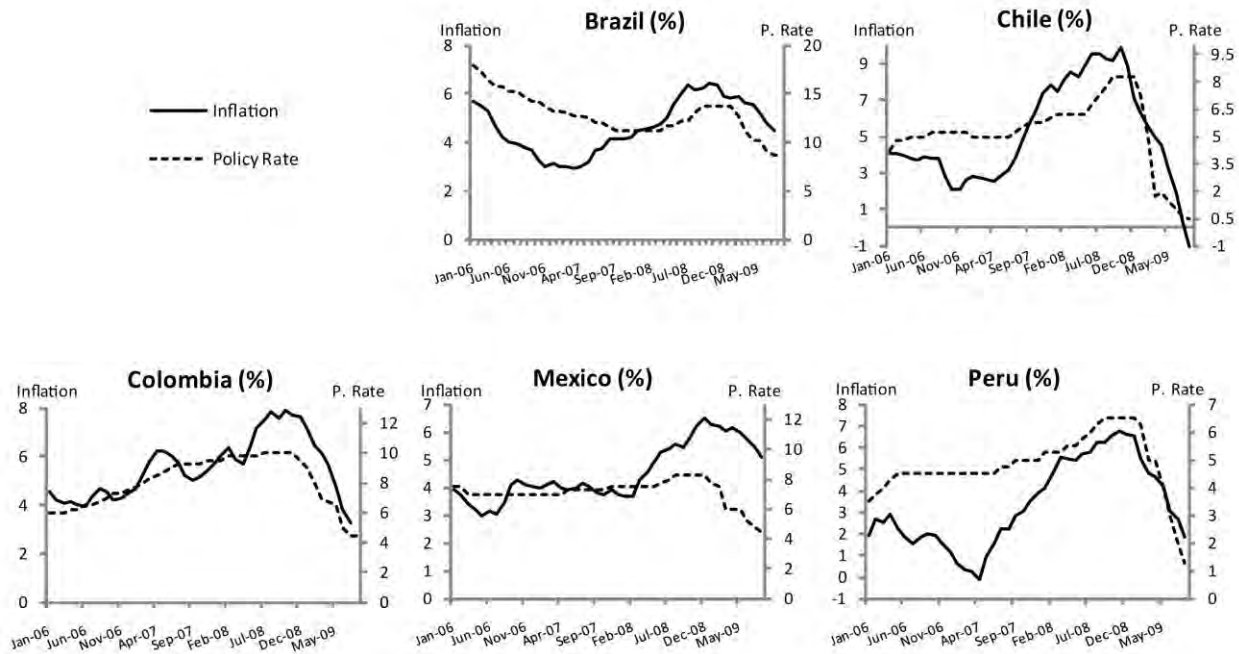 Brazil (%)
Inflation
P. Rate
8
6
4
2
0
20
15
10
5
0
Jan-06
Jun-06
Nov-06
Apr-07
Sep-07
Feb-08
Jul-08
Dec-08
May-09
Chile (%)
Inflation
P. Rate
9
7
5
3
1
-1
9.5
8
6.5
5
3.5
2
0.5
-1
Jan-06
Jun-06
Nov-06
Apr-07
Sep-07
Feb-08
Jul-08
Dec-08
May-09
Inflation
Policy Rate
Colombia (%)
Inflation
P. Rate
8
6
4
2
0
12
10
8
6
4
2
0
Jan-06
Jun-06
Nov-06
Apr-07
Sep-07
Feb-08
Jul-08
Dec-08
May-09
Mexico (%)
Inflation
P. Rate
7
6
5
4
3
2
1
0
12
10
8
6
4
2
0
Jan-06
Jun-06
Nov-06
Apr-07
Sep-07
Feb-08
Jul-08
Dec-08
May-09
Peru (%)
Inflation
P. Rate
8
7
6
5
4
3
2
1
0
-1
7
6
5
4
3
2
1
0
Jan-06
Jun-06
Nov-06
Apr-07
Sep-07
Feb-08
Jul-08
Dec-08
May-09